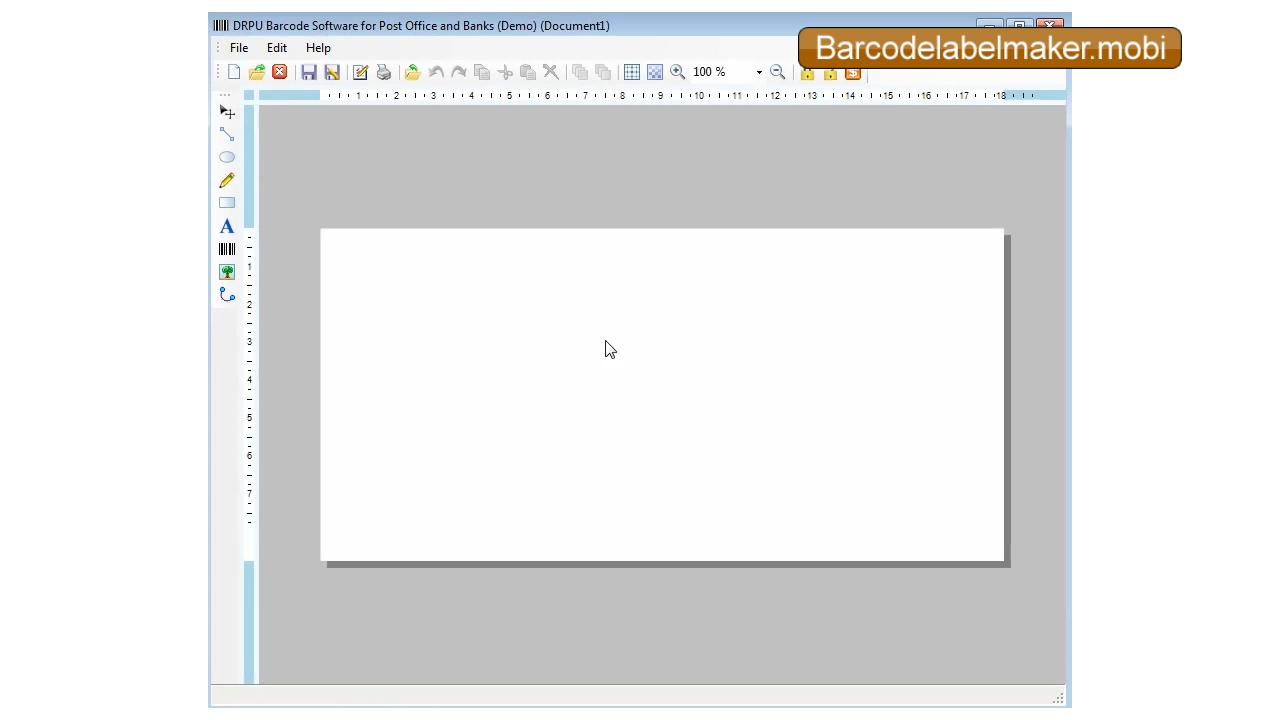 DRPU Barcode Software for Post Office and Banks (Demo) (Document1)
Barcodelabelmaker.mobi
File Edit Help
100 %
1 2 3 4 5 6 7 8 9 10 11 12 13 14 15 16 17 18
A
1
2
3
4
5
6
7